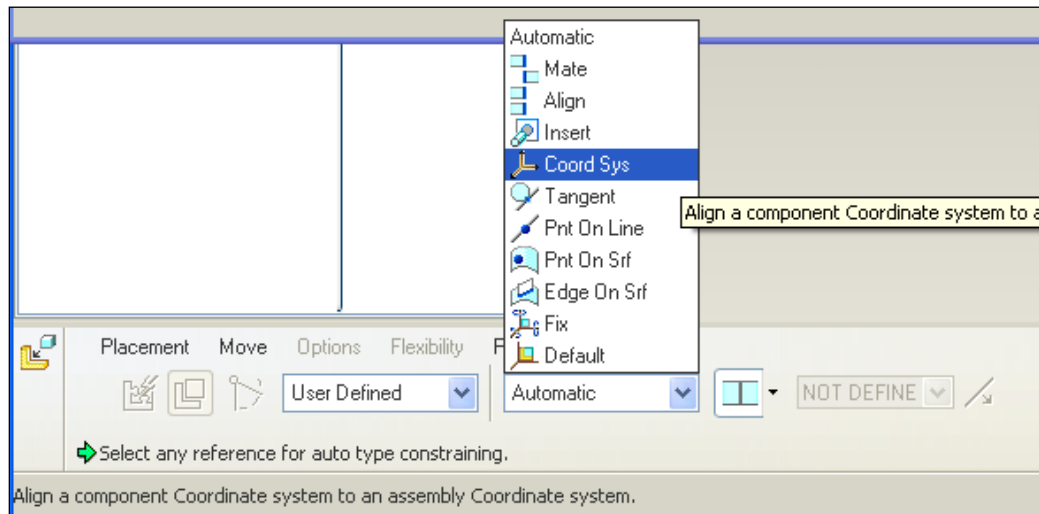 Automatic
Mate
Align
Insert
Coord Sys
Tangent
Align a component Coordinate system to a
Pnt On Line
Pnt On Srf
Edge On Srf
Fix
Default
Placement Move Options Flexibility
User Defined Automatic NOT DEFINE
Select any reference for auto type constraining.
Align a component Coordinate system to an assembly Coordinate system.